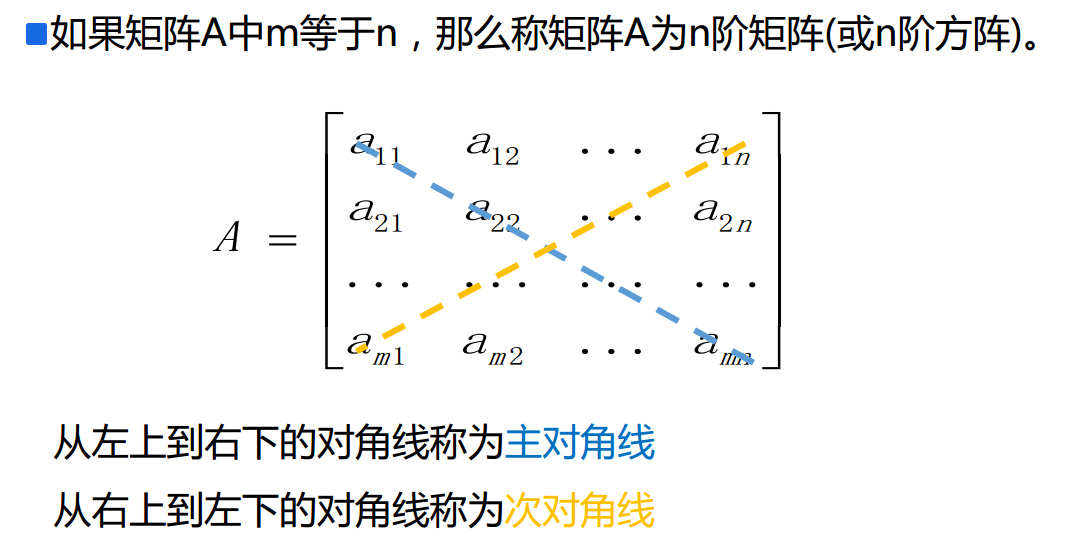 如果矩阵A中m等于n，那么称矩阵A为n阶矩阵(或n阶方阵)。
a11 a12 ... a1n
a21 a22 ... a2n
A =
... ... ... ...
am1 am2 ... amn
从左上到右下的对角线称为主对角线
从右上到左下的对角线称为次对角线